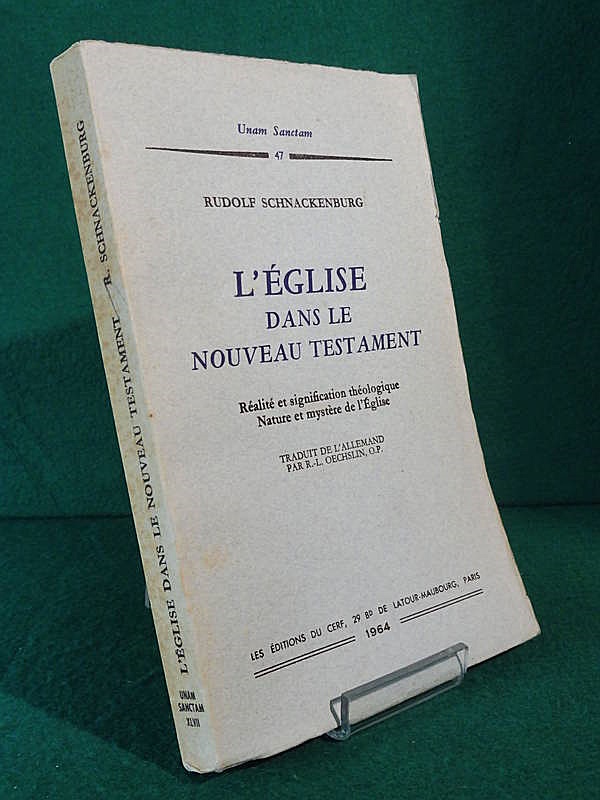 Unam Sanctam
47
RUDOLF SCHNACKENBURG
L'ÉGLISE
DANS LE
NOUVEAU TESTAMENT
Réalité et signification théologique
Nature et mystère de l'Église
TRADUIT DE L'ALLEMAND
PAR R.-L. OECHSLIN, O.P.
LES ÉDITIONS DU CERF, 29 BD DE LATOUR-MAUBOURG, PARIS
1964
L'ÉGLISE DANS LE NOUVEAU TESTAMENT R. SCHNACKENBURG
UNAM
SANCTAM
XLVII